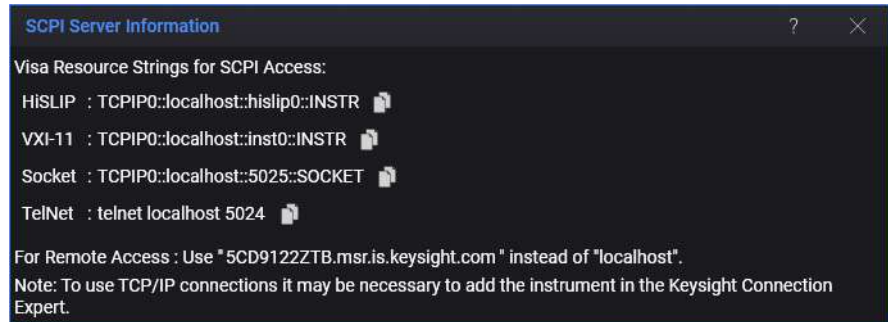 SCPI Server Information ?
Visa Resource Strings for SCPI Access:
HiSLIP : TCPIP0::localhost::hislip0::INSTR
VXI-11 : TCPIP0::localhost::inst0::INSTR
Socket : TCPIP0::localhost::5025::SOCKET
TelNet : telnet localhost 5024
For Remote Access : Use "5CD9122ZTB.msr.is.keysight.com " instead of "localhost".
Note: To use TCP/IP connections it may be necessary to add the instrument in the Keysight Connection
Expert.